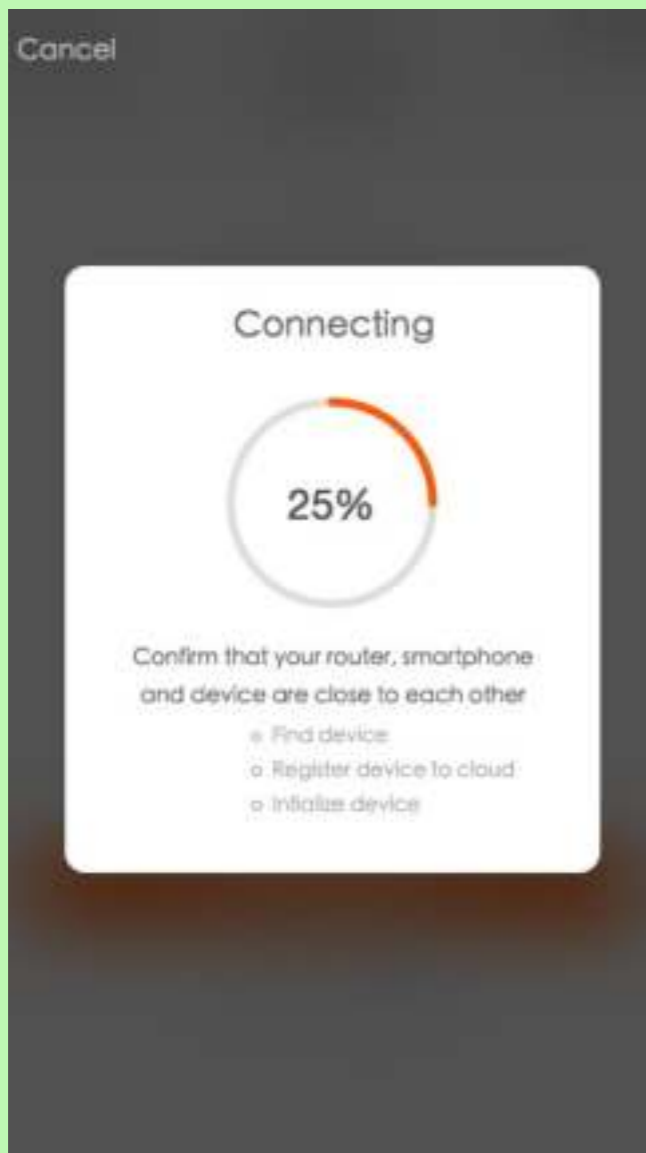 Cancel
Connecting
25%
Confirm that your router, smartphone
and device are close to each other
Find device
Register device to cloud
Intialize device